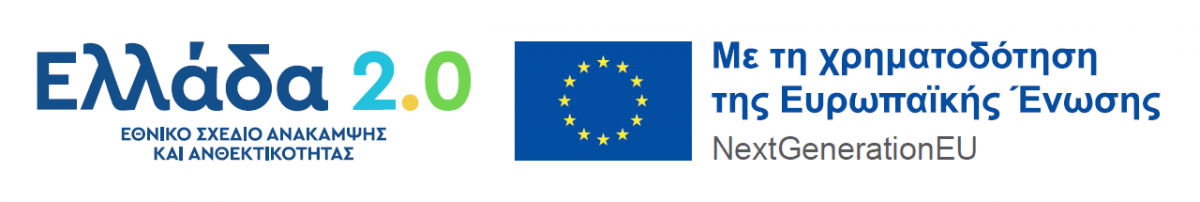 Ελλάδα 2.0
ΕΘΝΙΚΟ ΣΧΕΔΙΟ ΑΝΑΚΑΜΨΗΣ
ΚΑΙ ΑΝΘΕΚΤΙΚΟΤΗΤΑΣ
Με τη χρηματοδότηση
της Ευρωπαϊκής Ένωσης
NextGenerationEU